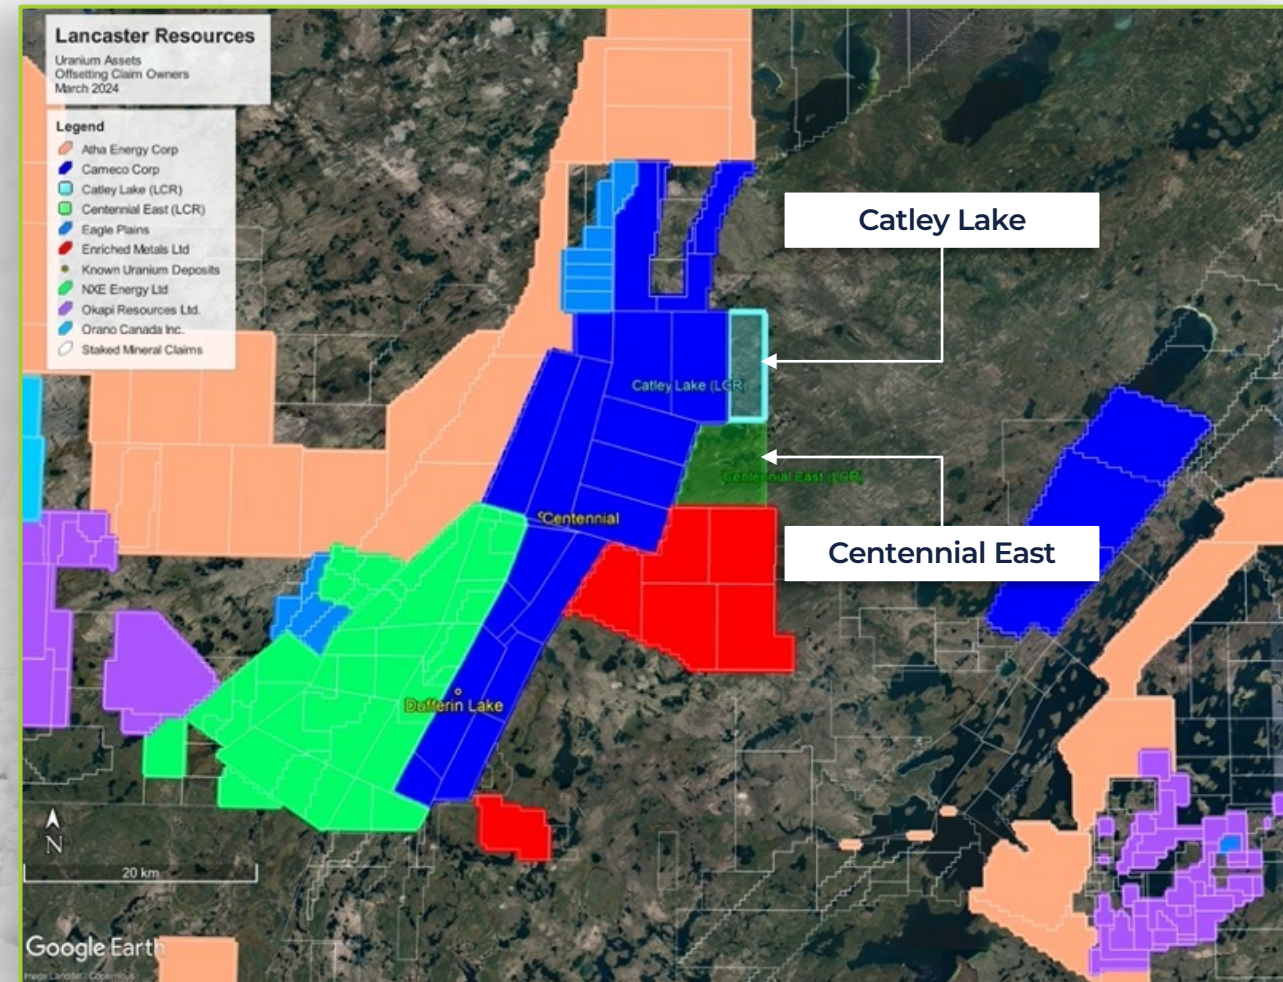 Lancaster Resources
Uranium Assets
Offsetting Claim Owners
March 2024
Legend
Atha Energy Corp
Cameco Corp
Catley Lake (LCR)
Centennial East (LCR)
Eagle Plains
Enriched Metals Ltd
Known Uranium Deposits
NXE Energy Ltd
Okapi Resources Ltd.
Orano Canada Inc.
Staked Mineral Claims
Catley Lake
Catley Lake (LCR)
Centennial East (LCR)
Centennial
Centennial East
Dufferin Lake
N
20 km
Google Earth
Image Landsat / Copernicus